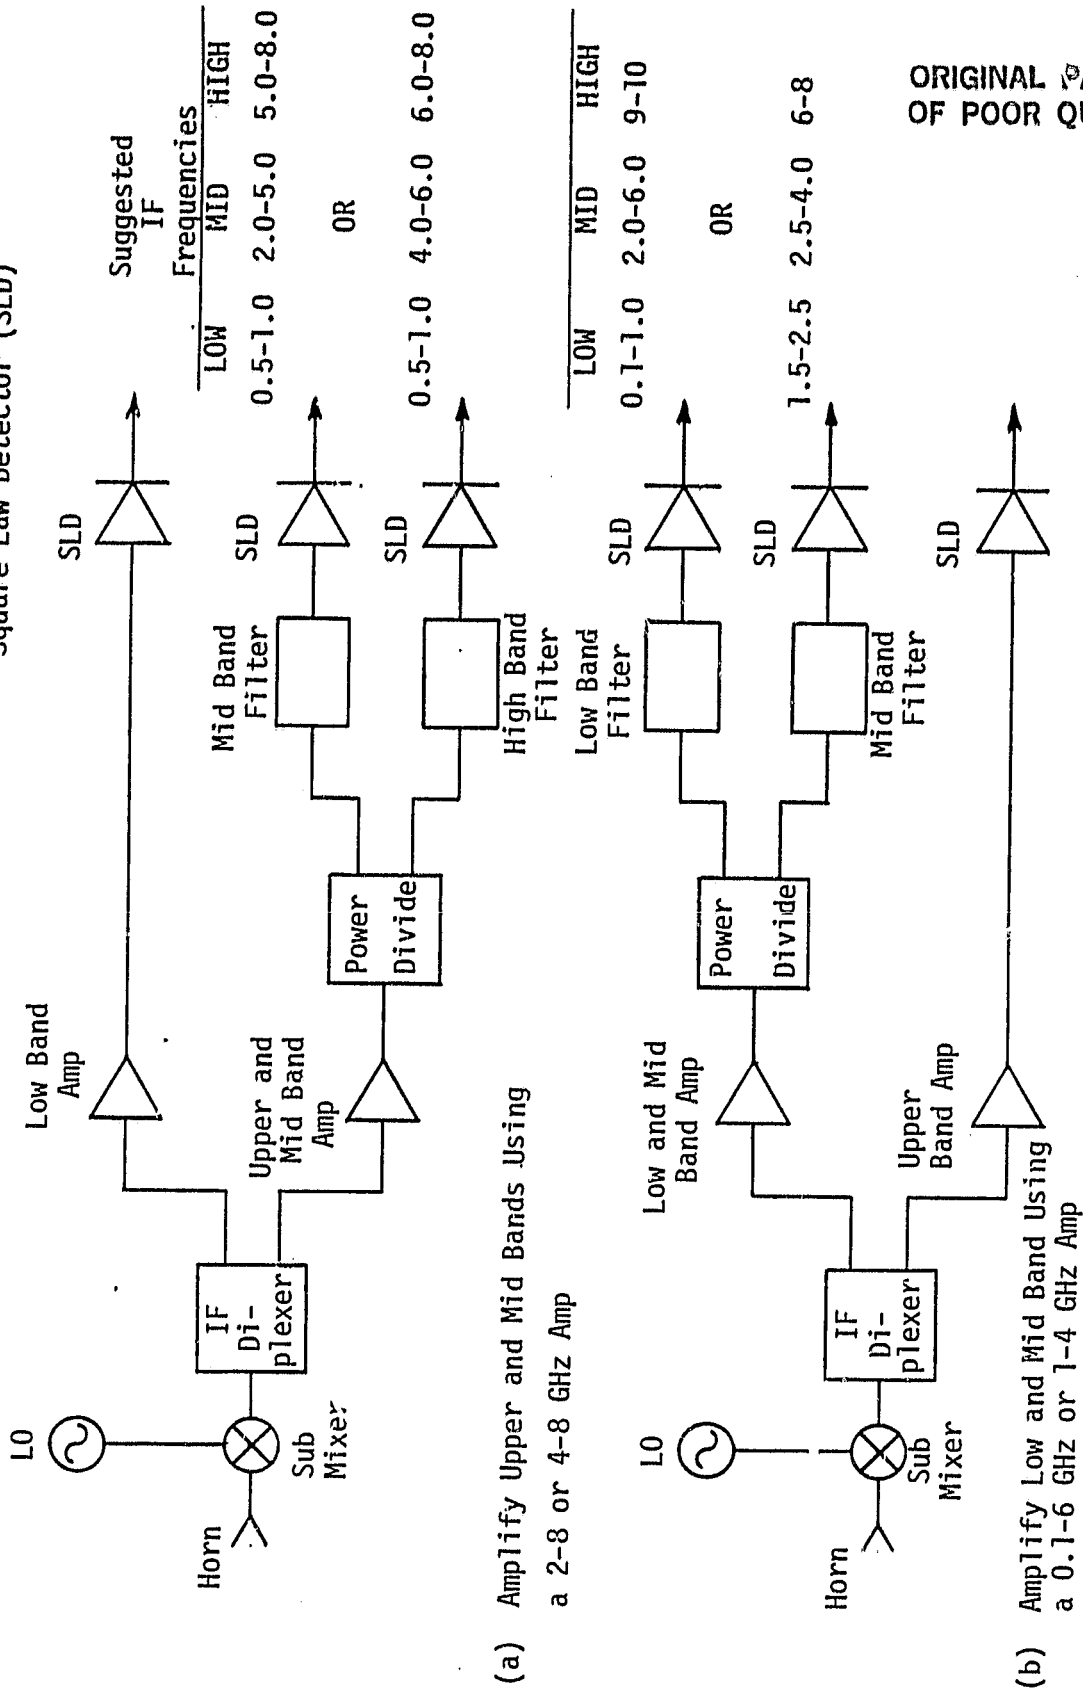 Square Law Detector (SLD)
Suggested
IF
Frequencies
LOW MID HIGH
0.5-1.0 2.0-5.0 5.0-8.0
OR
0.5-1.0 4.0-6.0 6.0-8.0
LO
Horn
Sub
Mixer
IF
Di-
plexer
Low Band
Amp
SLD
Upper and
Mid Band
Amp
Power
Divide
Mid Band
Filter
SLD
High Band
Filter
SLD
(a) Amplify Upper and Mid Bands Using
a 2-8 or 4-8 GHz Amp
LOW MID HIGH
0.1-1.0 2.0-6.0 9-10
OR
1.5-2.5 2.5-4.0 6-8
LO
Horn
Sub
Mixer
IF
Di-
plexer
Low and Mid
Band Amp
Power
Divide
Low Band
Filter
SLD
Mid Band
Filter
SLD
Upper
Band Amp
SLD
(b) Amplify Low and Mid Band Using
a 0.1-6 GHz or 1-4 GHz Amp
ORIGINAL
OF POOR